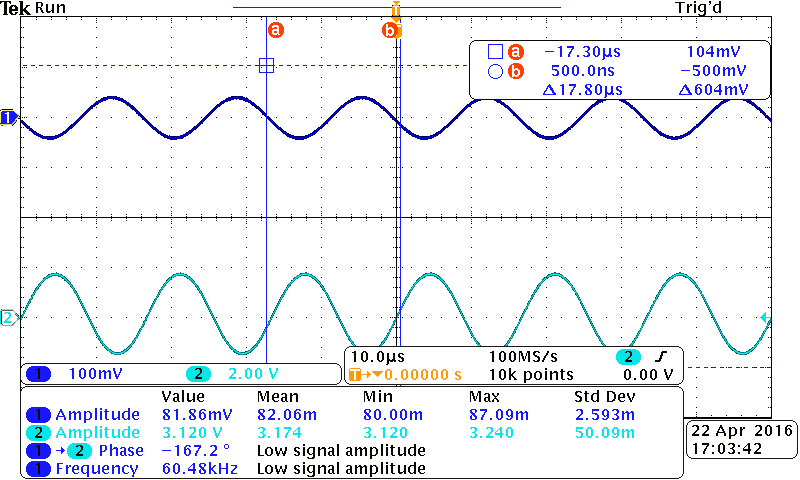 Tek Run Trig'd
T
a b
a −17.30µs 104mV
b 500.0ns −500mV
Δ17.80µs Δ604mV
1
2
1 100mV 2 2.00 V
10.0µs 100MS/s 2
T→▼0.00000 s 10k points 0.00 V
Value Mean Min Max Std Dev
1 Amplitude 81.86mV 82.06m 80.00m 87.09m 2.593m
2 Amplitude 3.120 V 3.174 3.120 3.240 50.09m
1 → 2 Phase −167.2 ° Low signal amplitude
1 Frequency 60.48kHz Low signal amplitude
22 Apr 2016
17:03:42